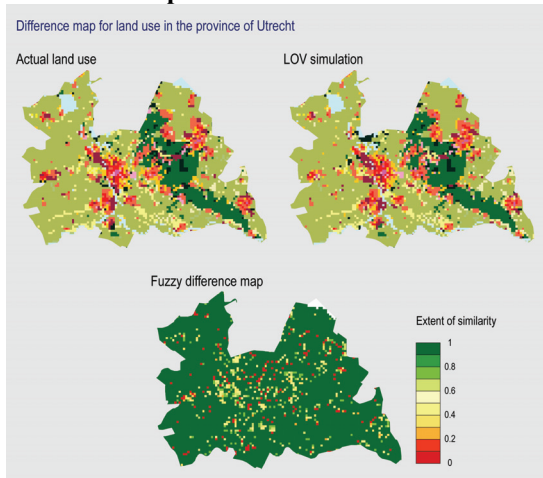 Difference map for land use in the province of Utrecht
Actual land use
LOV simulation
Fuzzy difference map
Extent of similarity
1
0.8
0.6
0.4
0.2
0